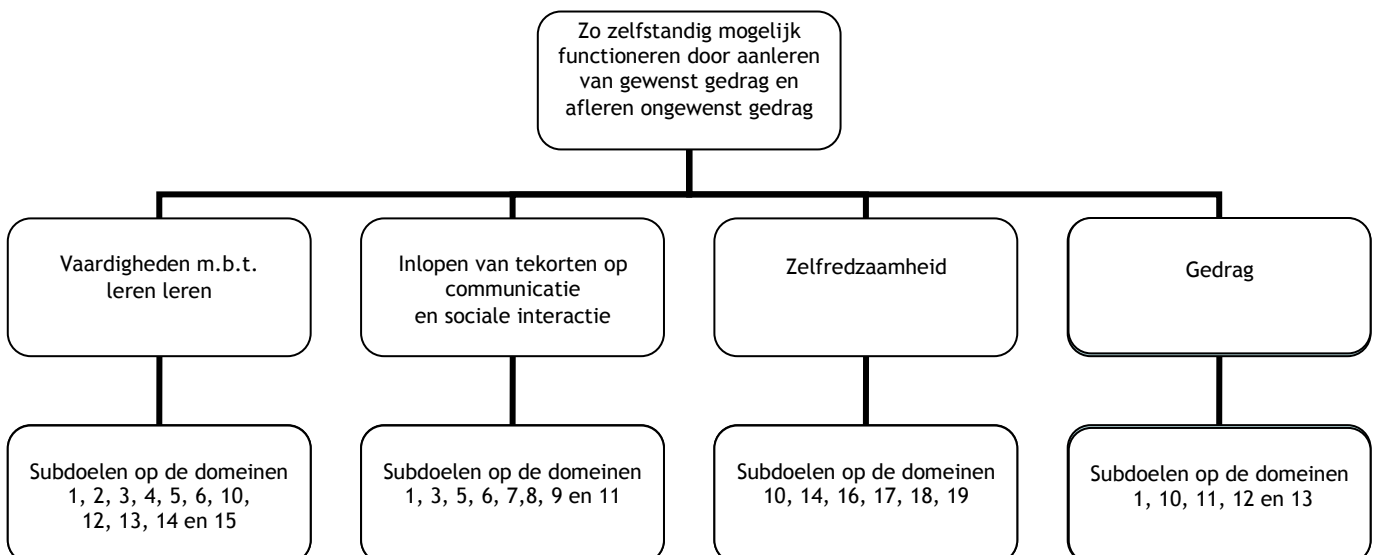 Zo zelfstandig mogelijk
functioneren door aanleren
van gewenst gedrag en
afleren ongewenst gedrag
Vaardigheden m.b.t.
leren leren
Inlopen van tekorten op
communicatie
en sociale interactie
Zelfredzaamheid
Gedrag
Subdoelen op de domeinen
1, 2, 3, 4, 5, 6, 10,
12, 13, 14 en 15
Subdoelen op de domeinen
1, 3, 5, 6, 7,8, 9 en 11
Subdoelen op de domeinen
10, 14, 16, 17, 18, 19
Subdoelen op de domeinen
1, 10, 11, 12 en 13